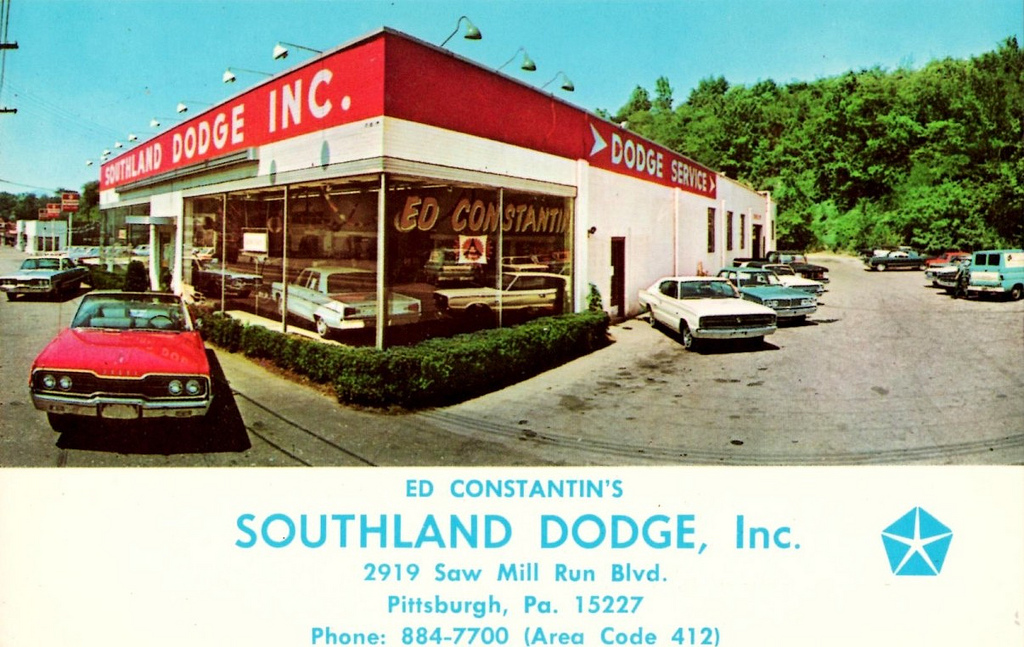 SOUTHLAND DODGE INC.
DODGE SERVICE
ED CONSTANTIN
A
DODGE
ED CONSTANTIN'S
SOUTHLAND DODGE, Inc.
2919 Saw Mill Run Blvd.
Pittsburgh, Pa. 15227
Phone: 884-7700 (Area Code 412)